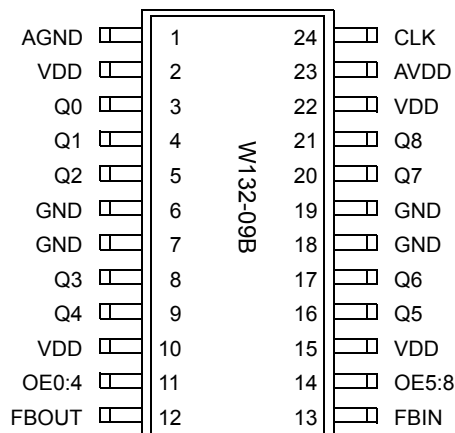 AGND 1 24 CLK
VDD 2 23 AVDD
Q0 3 22 VDD
Q1 4 21 Q8
Q2 5 20 Q7
GND 6 19 GND
GND 7 18 GND
Q3 8 17 Q6
Q4 9 16 Q5
VDD 10 15 VDD
OE0:4 11 14 OE5:8
FBOUT 12 13 FBIN
W132-09B